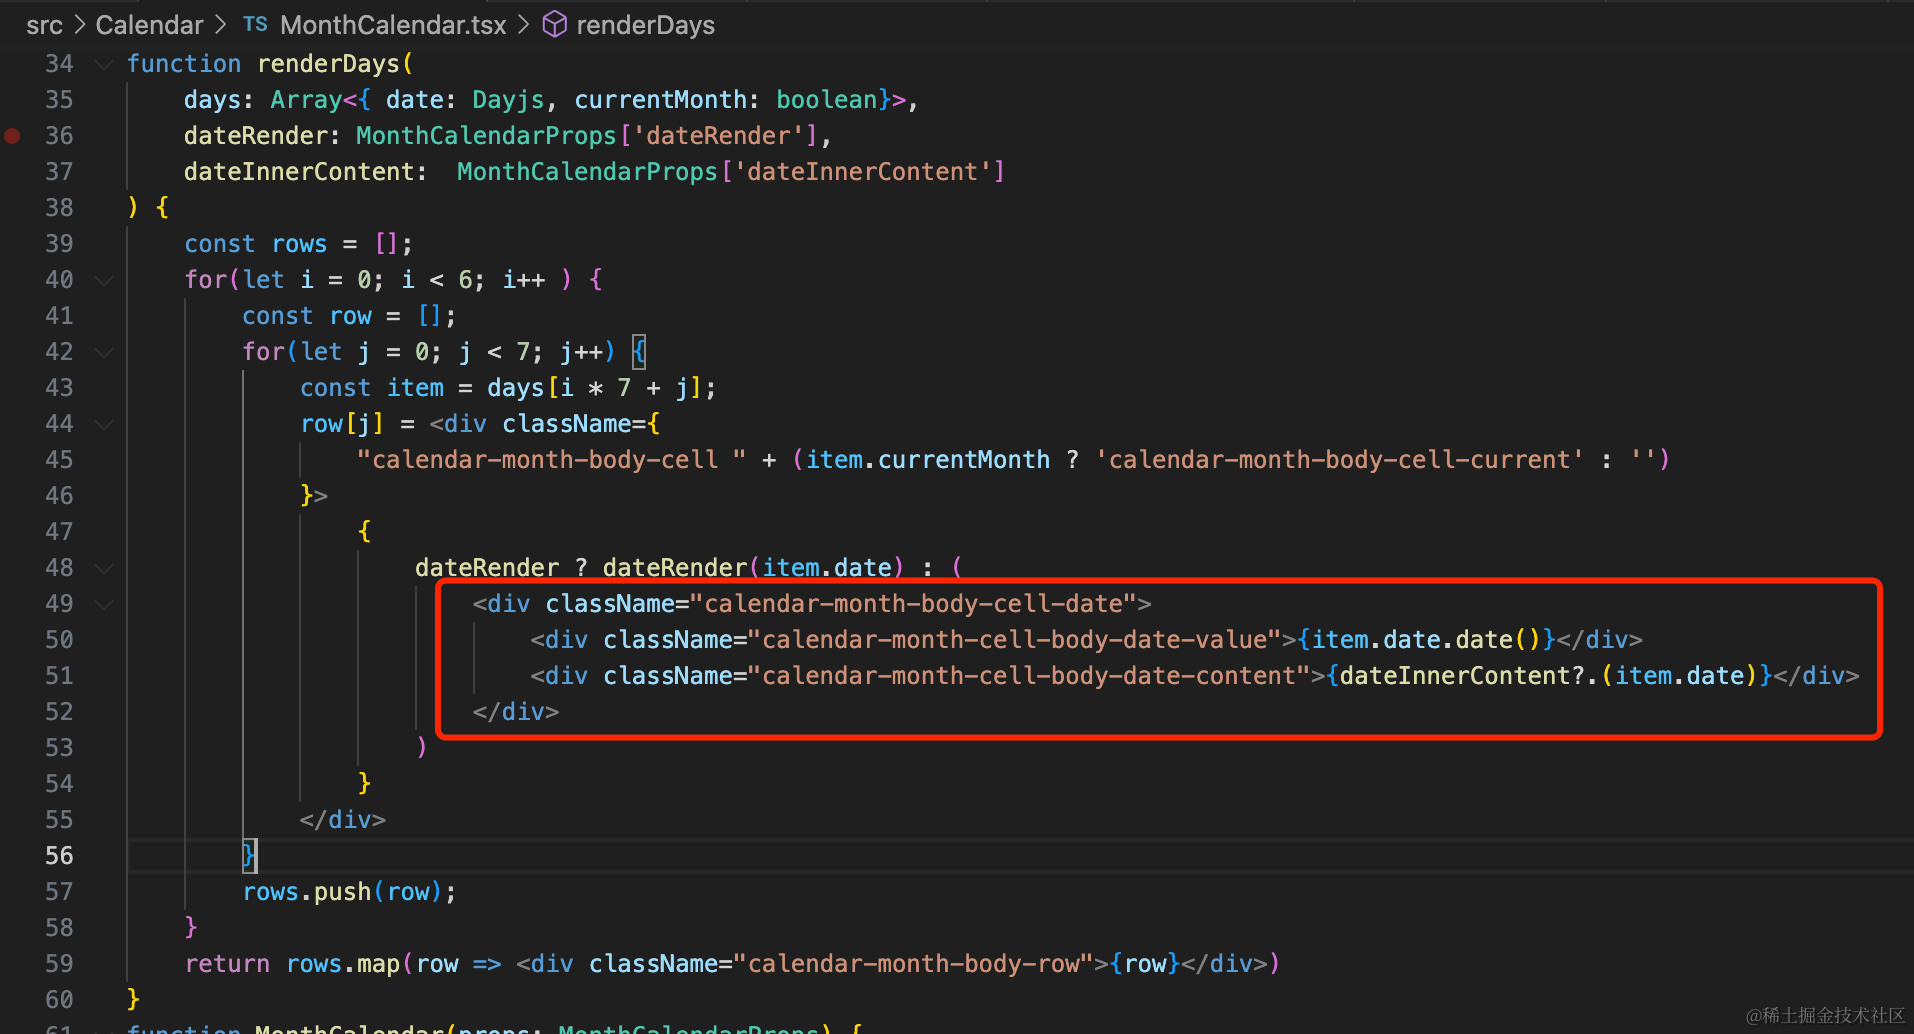 src > Calendar > TS MonthCalendar.tsx > renderDays
34 function renderDays(
35     days: Array<{ date: Dayjs, currentMonth: boolean}>,
36     dateRender: MonthCalendarProps['dateRender'],
37     dateInnerContent:  MonthCalendarProps['dateInnerContent']
38 ) {
39     const rows = [];
40     for(let i = 0; i < 6; i++ ) {
41         const row = [];
42         for(let j = 0; j < 7; j++) {
43             const item = days[i * 7 + j];
44             row[j] = <div className={
45                 "calendar-month-body-cell " + (item.currentMonth ? 'calendar-month-body-cell-current' : '')
46             }>
47                 {
48                     dateRender ? dateRender(item.date) : (
49                         <div className="calendar-month-body-cell-date">
50                             <div className="calendar-month-cell-body-date-value">{item.date.date()}</div>
51                             <div className="calendar-month-cell-body-date-content">{dateInnerContent?.(item.date)}</div>
52                         </div>
53                     )
54                 }
55             </div>
56         }
57         rows.push(row);
58     }
59     return rows.map(row => <div className="calendar-month-body-row">{row}</div>)
60 }
61 function MonthCalendar(props: MonthCalendarProps) {
@稀土掘金技术社区